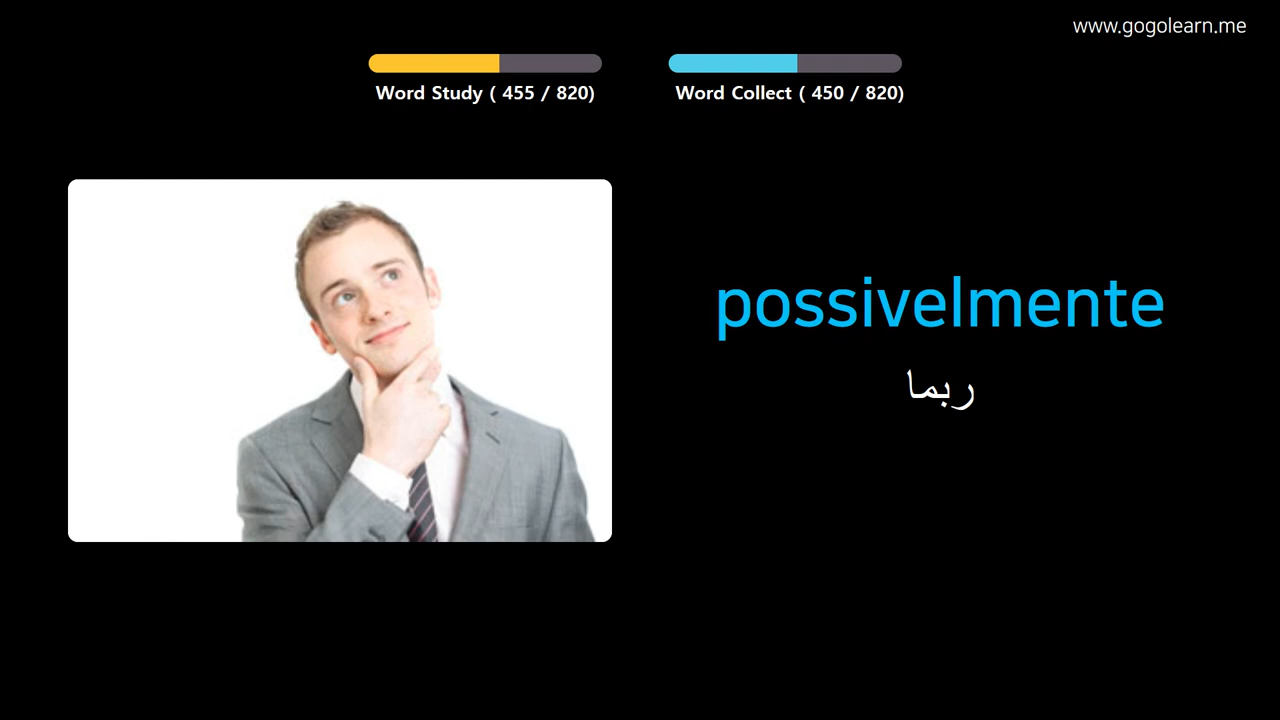 www.gogolearn.me
Word Study ( 455 / 820)
Word Collect ( 450 / 820)
possivelmente
ربما